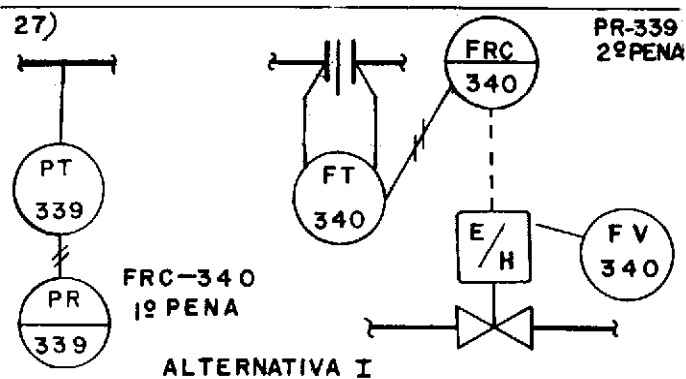 27)
PR-339
2º PENA
FRC
340
PT
339
FT
340
E/H
FV
340
FRC-340
1º PENA
PR
339
ALTERNATIVA I